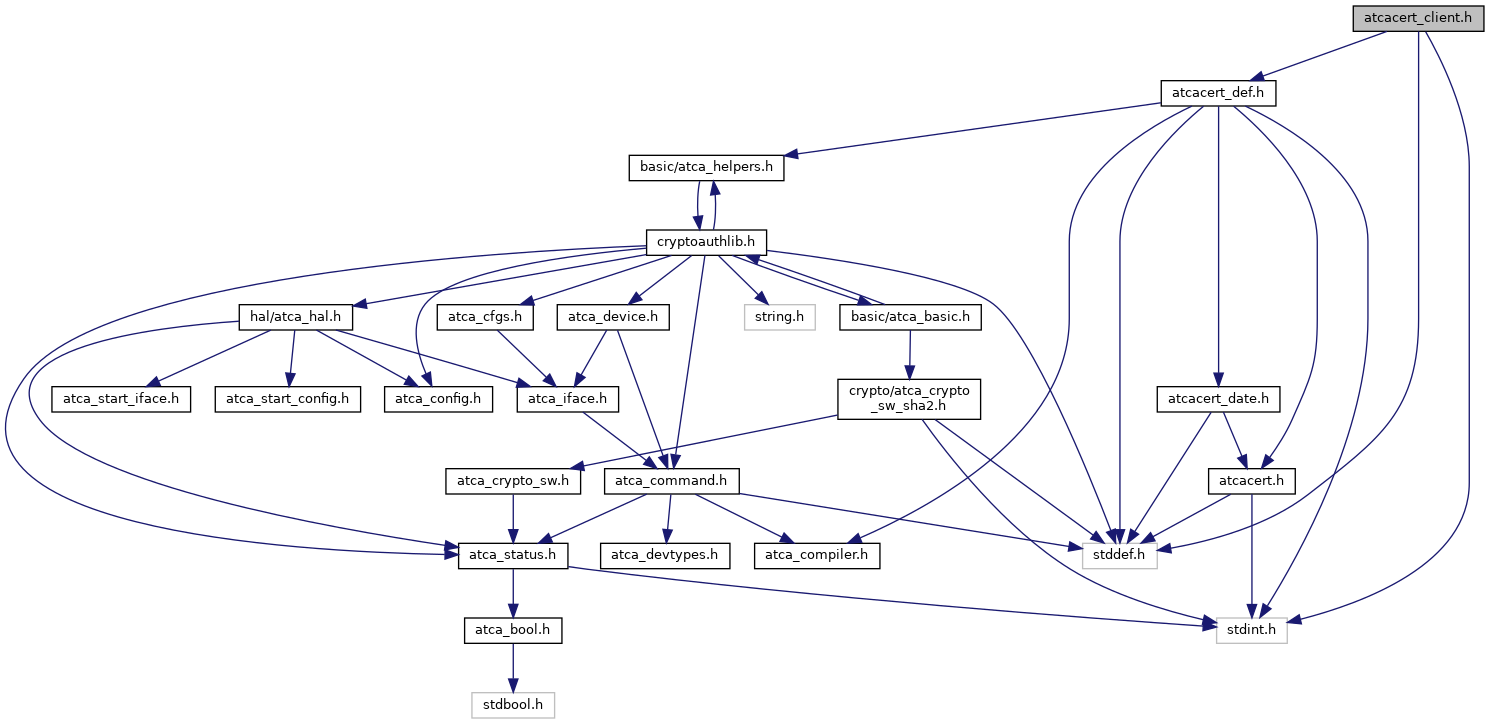 atcacert_client.h
atcacert_def.h
basic/atca_helpers.h
cryptoauthlib.h
hal/atca_hal.h
atca_cfgs.h
atca_device.h
string.h
basic/atca_basic.h
atca_start_iface.h
atca_start_config.h
atca_config.h
atca_iface.h
crypto/atca_crypto
_sw_sha2.h
atcacert_date.h
atca_crypto_sw.h
atca_command.h
atcacert.h
atca_status.h
atca_devtypes.h
atca_compiler.h
stddef.h
atca_bool.h
stdint.h
stdbool.h